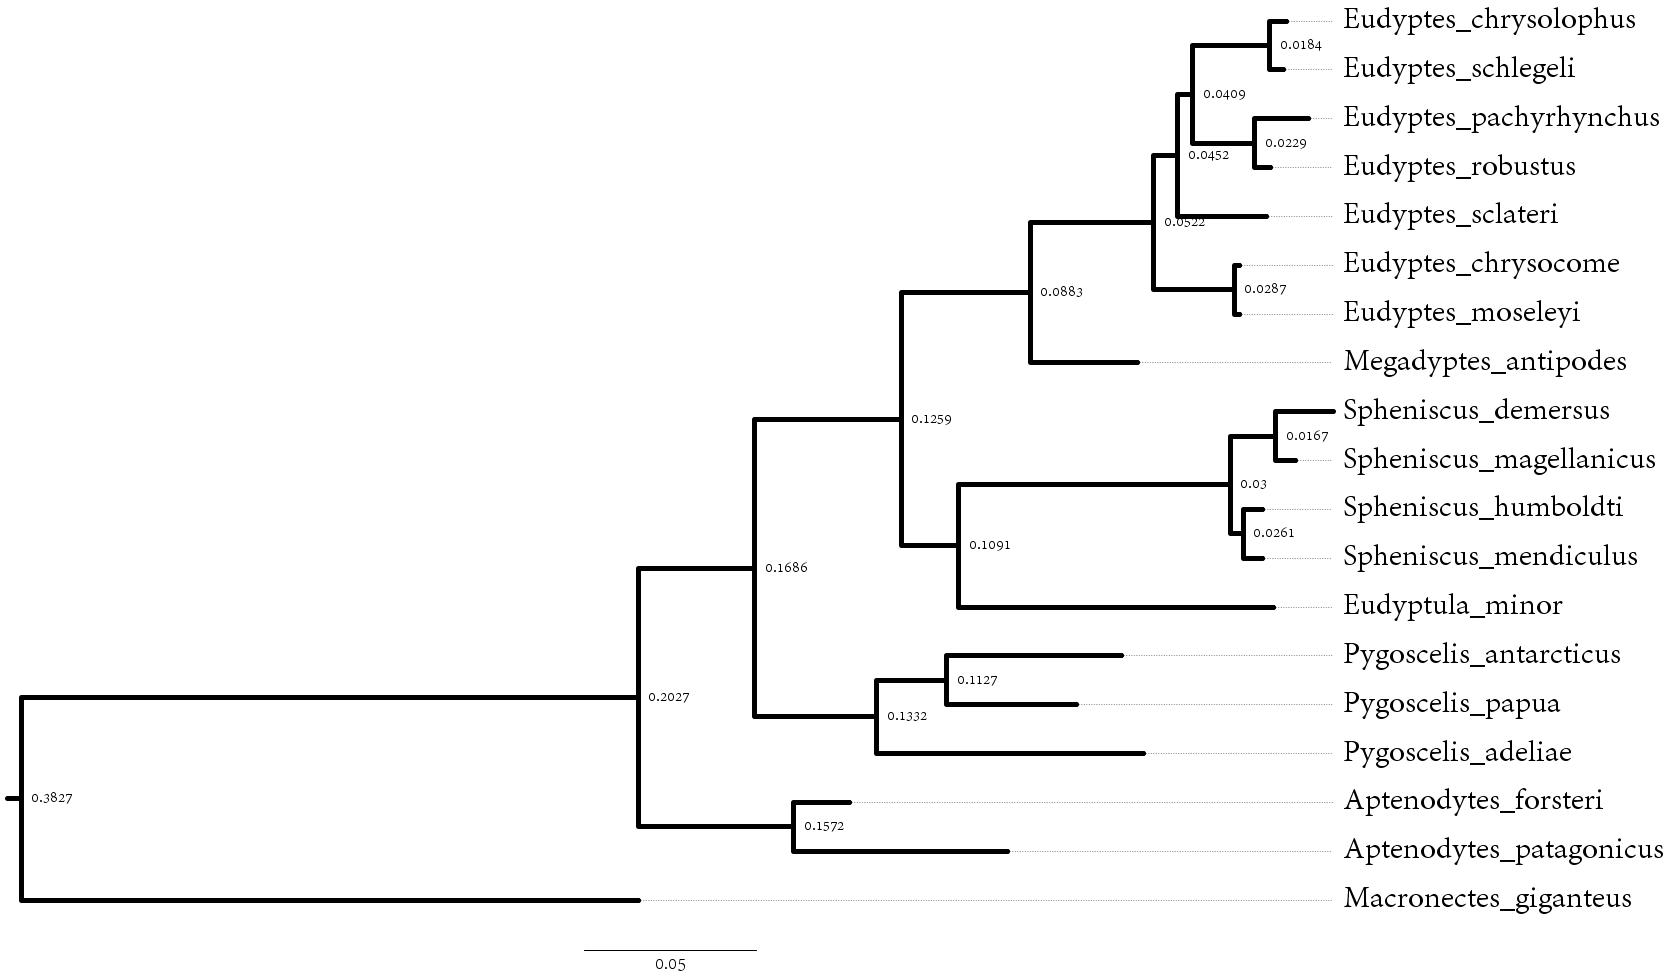 Eudyptes_chrysolophus
0.0184
Eudyptes_schlegeli
0.0409
Eudyptes_pachyrhynchus
0.0229
0.0452
Eudyptes_robustus
Eudyptes_sclateri
0.0522
Eudyptes_chrysocome
0.0287
0.0883
Eudyptes_moseleyi
Megadyptes_antipodes
Spheniscus_demersus
0.1259
0.0167
Spheniscus_magellanicus
0.03
Spheniscus_humboldti
0.0261
0.1091
Spheniscus_mendiculus
0.1686
Eudyptula_minor
Pygoscelis_antarcticus
0.1127
0.2027
Pygoscelis_papua
0.1332
Pygoscelis_adeliae
0.3827
Aptenodytes_forsteri
0.1572
Aptenodytes_patagonicus
Macronectes_giganteus
0.05